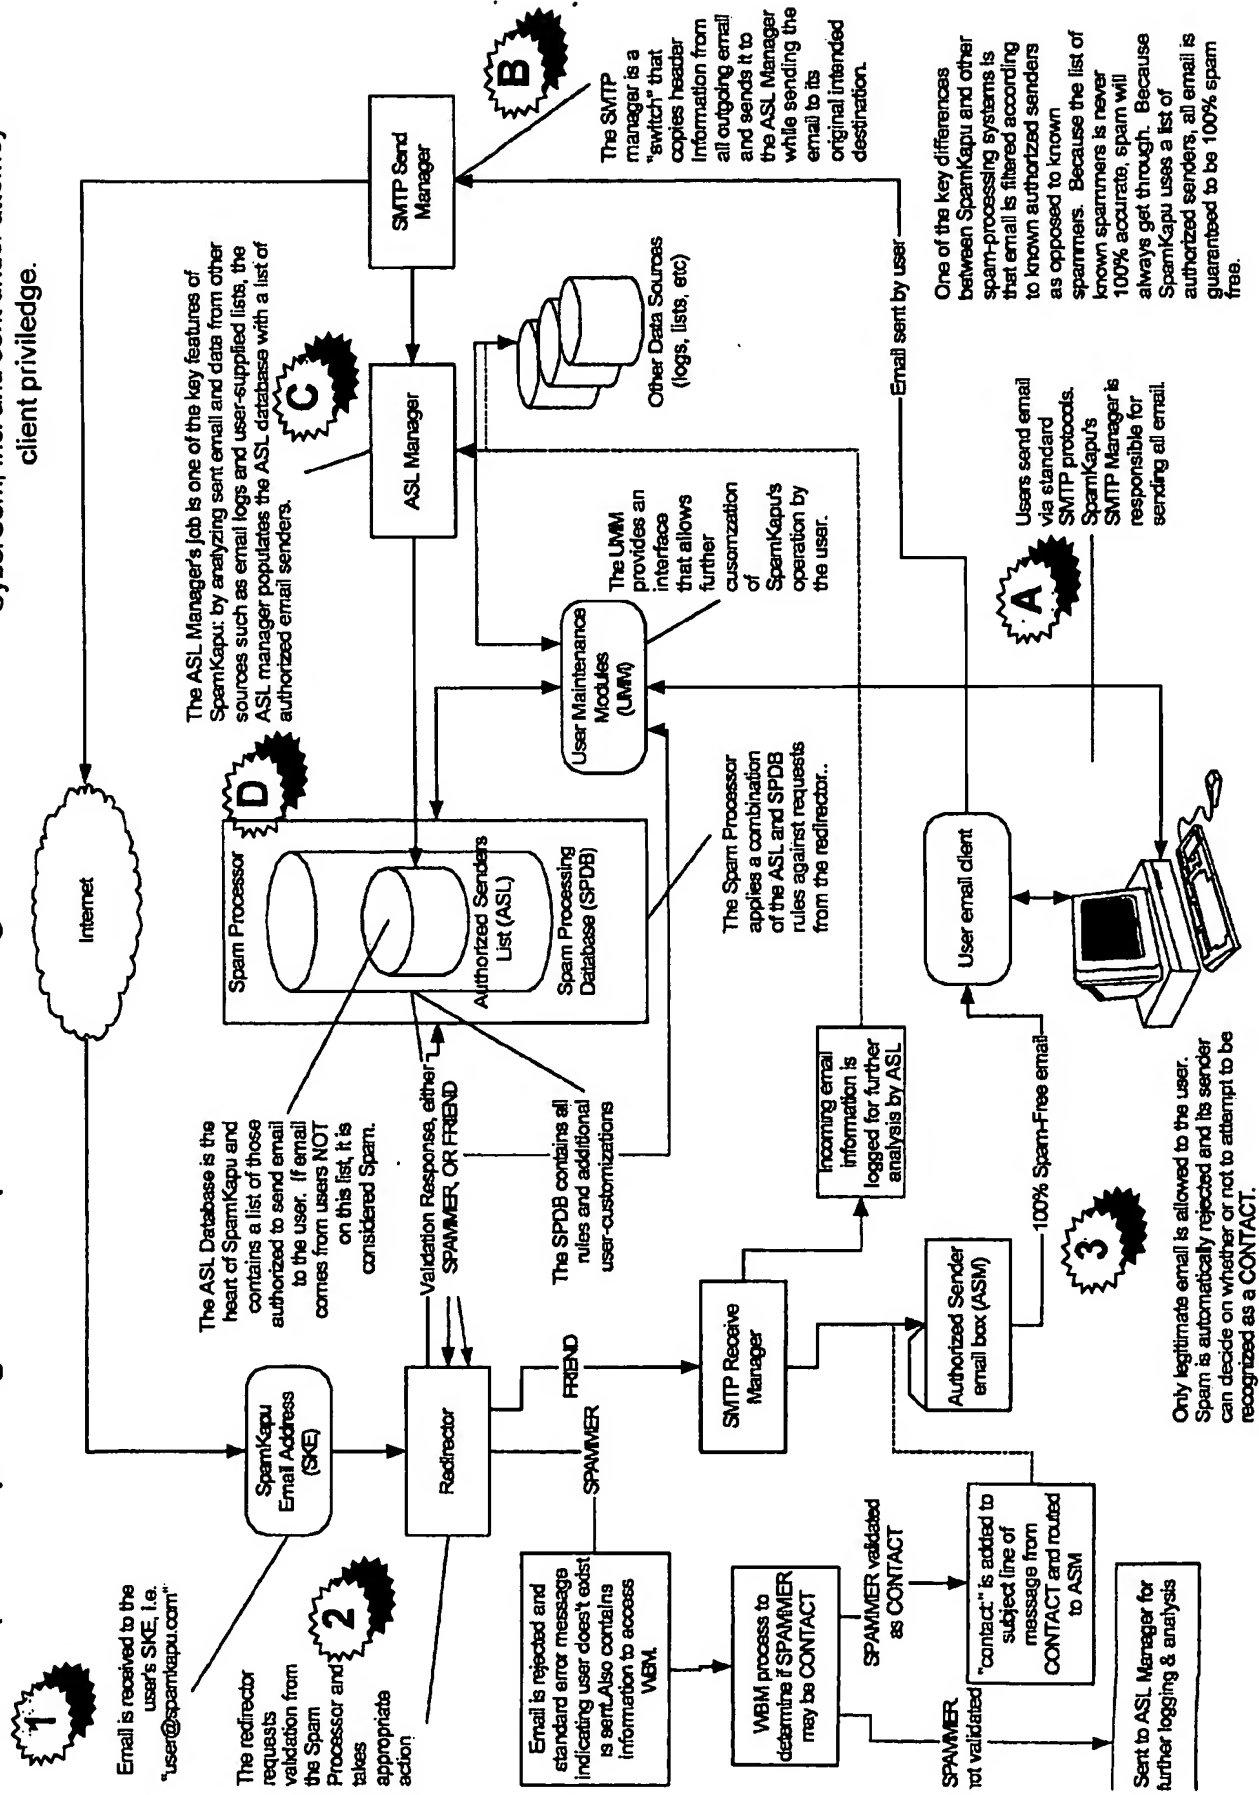 client priviledge.
1
Email is received to the
user's SKE, i.e.
"user@spamkapu.com"
SpamKapu
Email Address
(SKE)
Internet
2
The redirector
requests
validation from
the Spam
Processor and
takes
appropriate
action
Redirector
The ASL Database is the
heart of SpamKapu and
contains a list of those
authorized to send email
to the user. If email
comes from users NOT
on this list, it is
considered Spam.
Validation Response, either
SPAMMER, OR FRIEND
The SPDB contains all
rules and additional
user-customizations
D
Spam Processor
Authorized Senders
List (ASL)
Spam Processing
Database (SPDB)
The Spam Processor
applies a combination
of the ASL and SPDB
rules against requests
from the redirector..
The ASL Manager's job is one of the key features of
SpamKapu: by analyzing sent email and data from other
sources such as email logs and user-supplied lists, the
ASL manager populates the ASL database with a list of
authorized email senders.
C
ASL Manager
SMTP Send
Manager
B
The SMTP
manager is a
"switch" that
copies header
Information from
all outgoing email
and sends it to
the ASL Manager
while sending the
email to its
original intended
destination.
Other Data Sources
(logs, lists, etc)
User Maintenance
Modules
(UMM)
The UMM
provides an
interface
that allows
further
cusomzation
of
SpamKapu's
operation by
the user.
Email is rejected and
standard error message
indicating user does't exist
is sent.Also contains
information to access
WBM.
SPAMMER
FRIEND
SMTP Receive
Manager
Incoming email
information is
logged for further
analysis by ASL
WBM process to
determine if SPAMMER
may be CONTACT
SPAMMER validated
as CONTACT
SPAMMER
not validated
"contact:" is added to
subject line of
message from
CONTACT and routed
to ASM
Sent to ASL Manager for
further logging & analysis
Authorized Sender
email box (ASM)
100% Spam-Free email
3
Only legitimate email is allowed to the user.
Spam is automatically rejected and its sender
can decide on whether or not to attempt to be
recognized as a CONTACT.
User email client
Email sent by user
A
Users send email
via standard
SMTP protocols.
SpamKapu's
SMTP Manager is
responsible for
sending all email.
One of the key differences
between SpamKapu and other
spam-processing systems is
that email is filtered according
to known authorized senders
as opposed to known
spammers. Because the list of
known spammers is never
100% accurate, spam will
always get through. Because
SpamKapu uses a list of
authorized senders, all email is
guaranteed to be 100% spam
free.